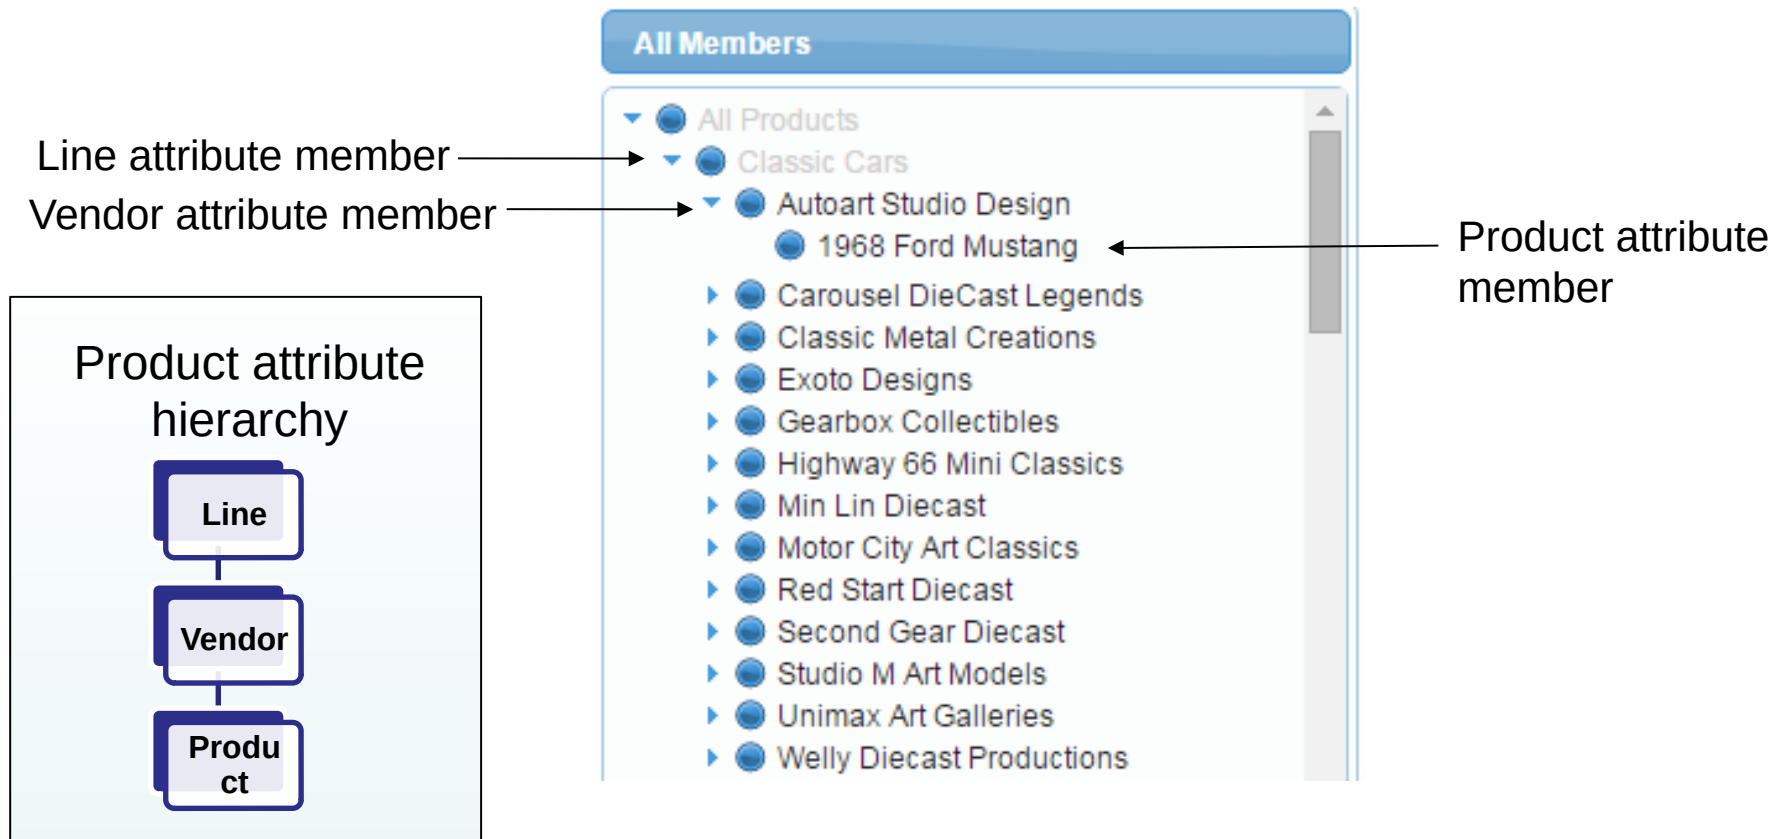 All Members
All Products
Line attribute member
Classic Cars
Vendor attribute member
Autoart Studio Design
1968 Ford Mustang
Product attribute
member
Carousel DieCast Legends
Classic Metal Creations
Exoto Designs
Gearbox Collectibles
Highway 66 Mini Classics
Min Lin Diecast
Motor City Art Classics
Red Start Diecast
Second Gear Diecast
Studio M Art Models
Unimax Art Galleries
Welly Diecast Productions
Product attribute
hierarchy
Line
Vendor
Produ
ct